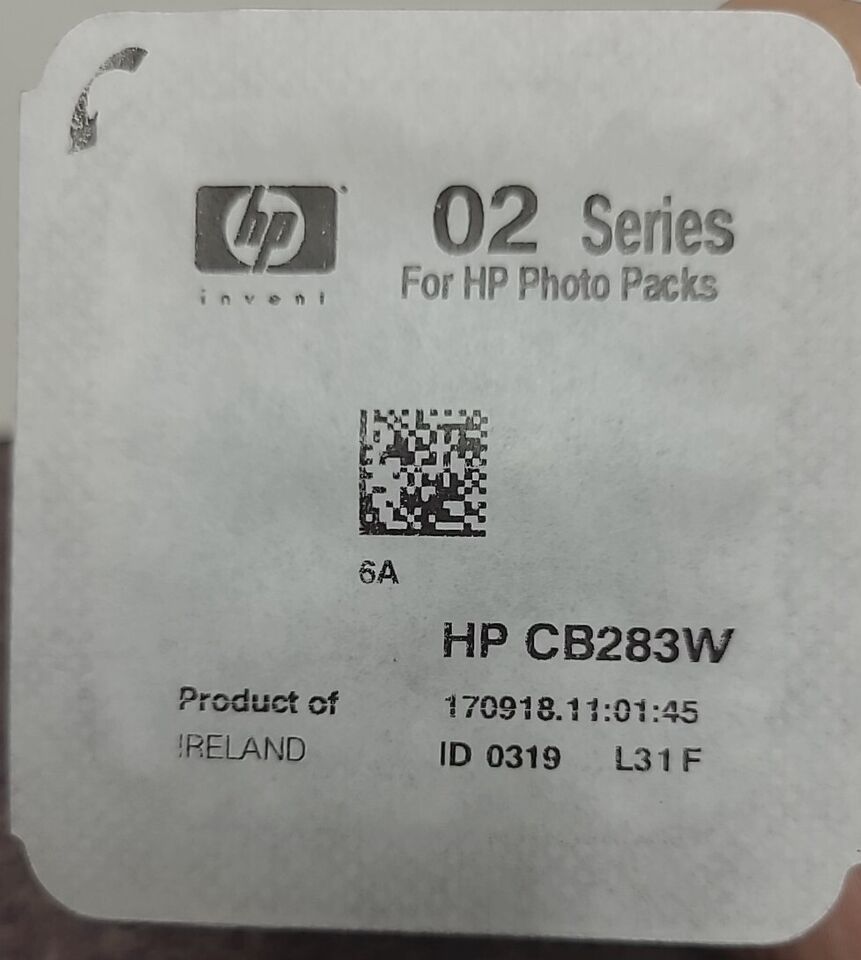 hp
invent
02 Series
For HP Photo Packs
6A
HP CB283W
Product of
IRELAND
170918.11:01:45
ID 0319 L31F